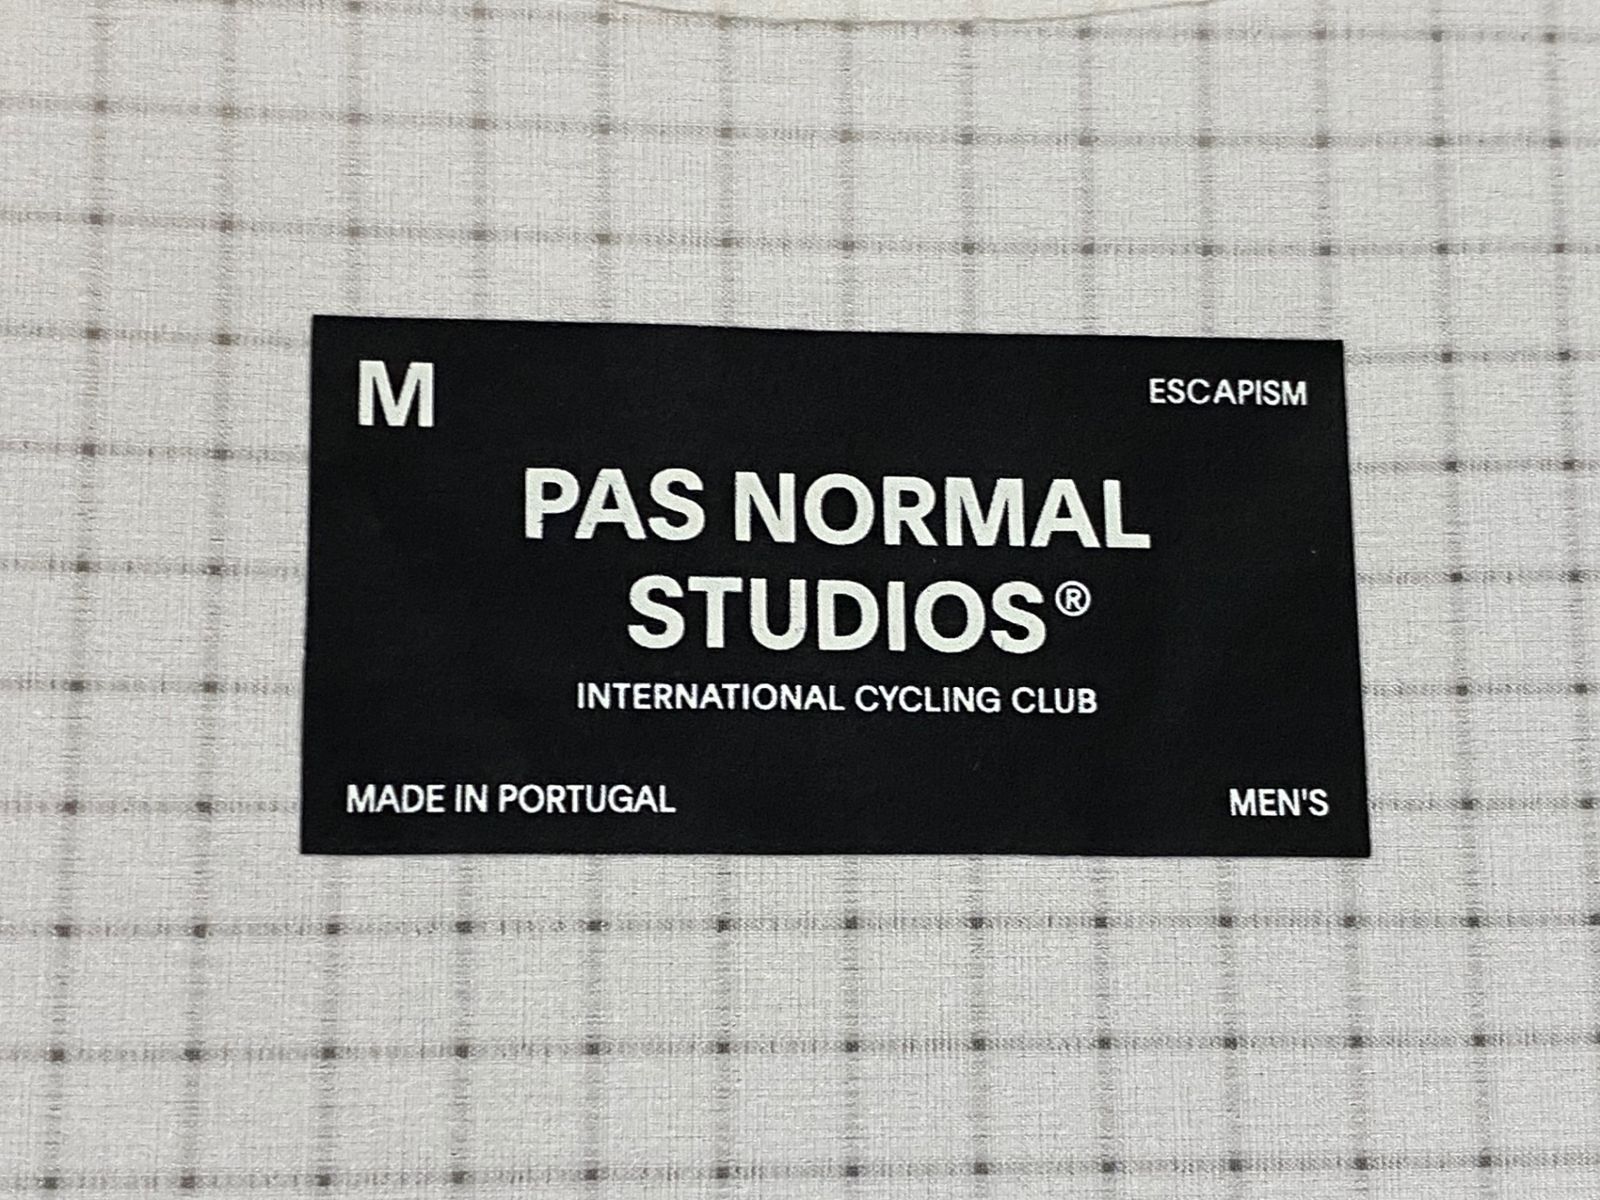 M
ESCAPISM
PAS NORMAL
STUDIOS®
INTERNATIONAL CYCLING CLUB
MADE IN PORTUGAL
MEN'S